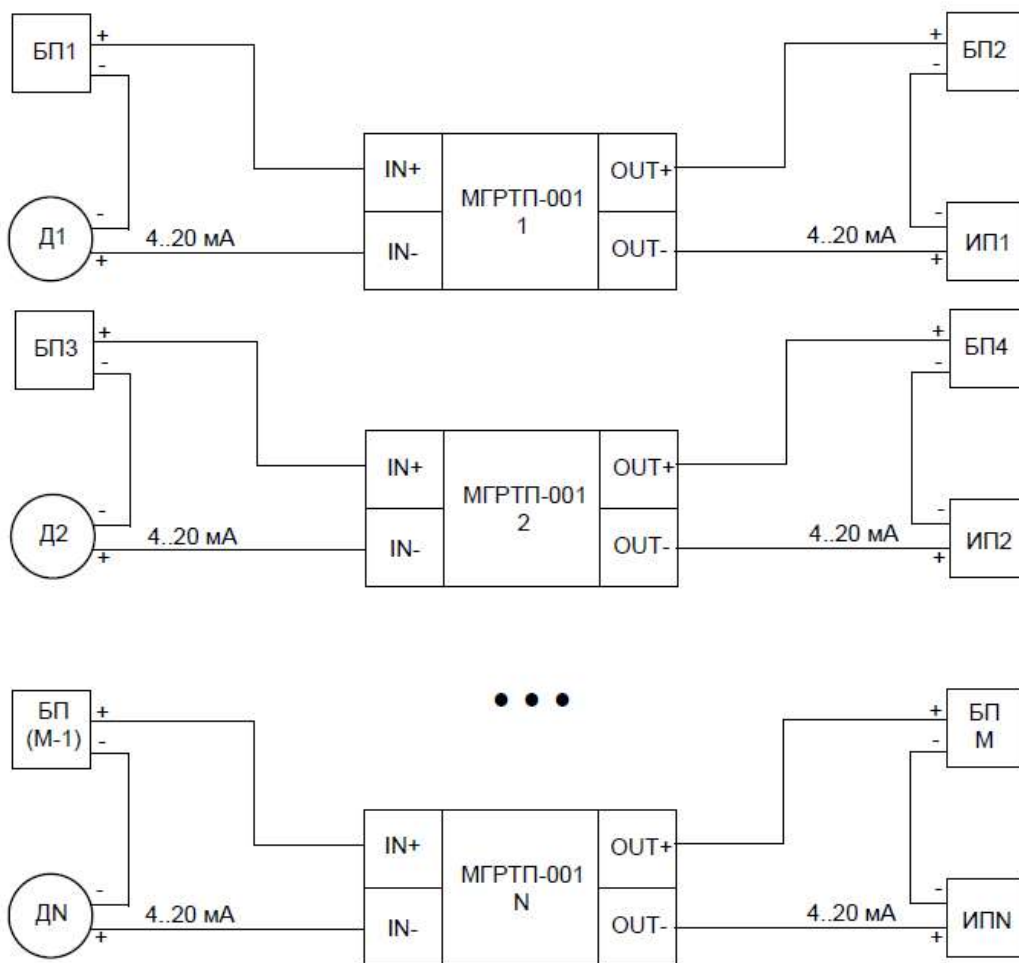 БП1
+
-
+
-
БП2
IN+
МГРТП-001
1
OUT+
IN-
OUT-
Д1
-
+
4..20 мА
4..20 мА
-
+
ИП1
БП3
+
-
+
-
БП4
IN+
МГРТП-001
2
OUT+
IN-
OUT-
Д2
-
+
4..20 мА
4..20 мА
-
+
ИП2
БП
(М-1)
+
-
+
-
БП
М
IN+
МГРТП-001
N
OUT+
IN-
OUT-
ДN
-
+
4..20 мА
4..20 мА
-
+
ИПN